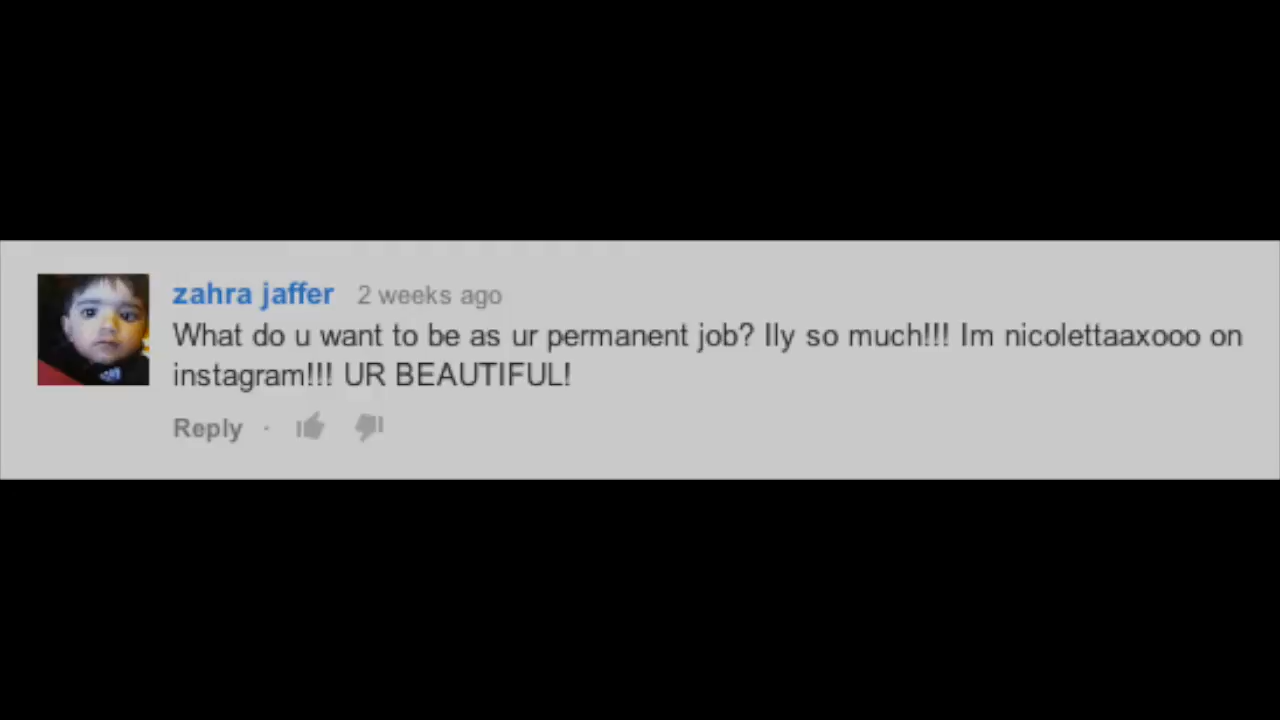 zahra jaffer 2 weeks ago
What do u want to be as ur permanent job? Ily so much!!! Im nicolettaaxooo on
instagram!!! UR BEAUTIFUL!
Reply ·